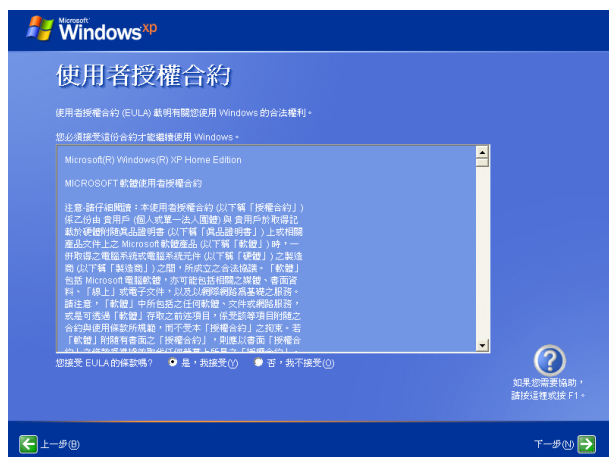 Microsoft
Windows xp
使用者授權合約
使用者授權合約 (EULA) 載明有關您使用 Windows 的合法權利。
您必須接受這份合約才能繼續使用 Windows。
Microsoft(R) Windows(R) XP Home Edition
MICROSOFT 軟體使用者授權合約
注意-請仔細閱讀：本使用者授權合約 (以下稱「授權合約」)
係乙份由 貴用戶 (個人或單一法人團體) 與 貴用戶於取得記
載於硬體附隨真品證明書 (以下稱「真品證明書」) 上或相關
產品文件上之 Microsoft 軟體產品 (以下稱「軟體」) 時，一
併取得之電腦系統或電腦系統元件 (以下稱「硬體」) 之製造
商 (以下稱「製造商」) 之間，所成立之合法協議。「軟體」
包括 Microsoft 電腦軟體，亦可能包括相關之媒體、書面資
料、「線上」或電子文件，以及以網際網路為基礎之服務。
請注意，「軟體」中所包括之任何軟體、文件或網路服務，
或是可透過「軟體」存取之前述項目，係受該等項目附隨之
合約與使用條款所規範，而不受本「授權合約」之拘束。若
「軟體」附隨有書面之「授權合約」，則應以書面「授權合
您接受 EULA 的條款嗎?
是，我接受(Y)
否，我不接受(O)
如果您需要協助，
請按這裡或按 F1。
上一步(B)
下一步(N)